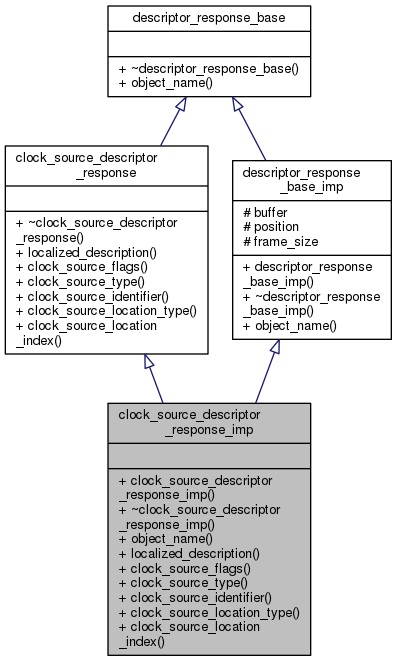 descriptor_response_base
+ ~descriptor_response_base()
+ object_name()
clock_source_descriptor
_response
+ ~clock_source_descriptor
_response()
+ localized_description()
+ clock_source_flags()
+ clock_source_type()
+ clock_source_identifier()
+ clock_source_location_type()
+ clock_source_location
_index()
descriptor_response
_base_imp
# buffer
# position
# frame_size
+ descriptor_response
_base_imp()
+ ~descriptor_response
_base_imp()
+ object_name()
clock_source_descriptor
_response_imp
+ clock_source_descriptor
_response_imp()
+ ~clock_source_descriptor
_response_imp()
+ object_name()
+ localized_description()
+ clock_source_flags()
+ clock_source_type()
+ clock_source_identifier()
+ clock_source_location_type()
+ clock_source_location
_index()